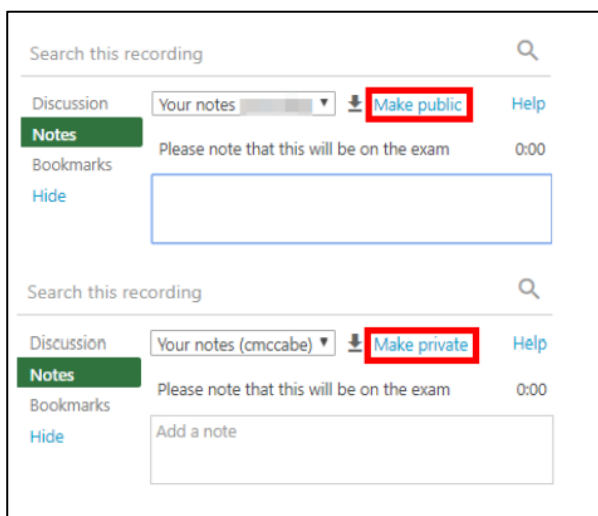 Search this recording
Discussion Your notes Make public Help
Notes
Please note that this will be on the exam 0:00
Bookmarks
Hide
Search this recording
Discussion Your notes (cmccabe) Make private Help
Notes
Please note that this will be on the exam 0:00
Bookmarks
Hide Add a note